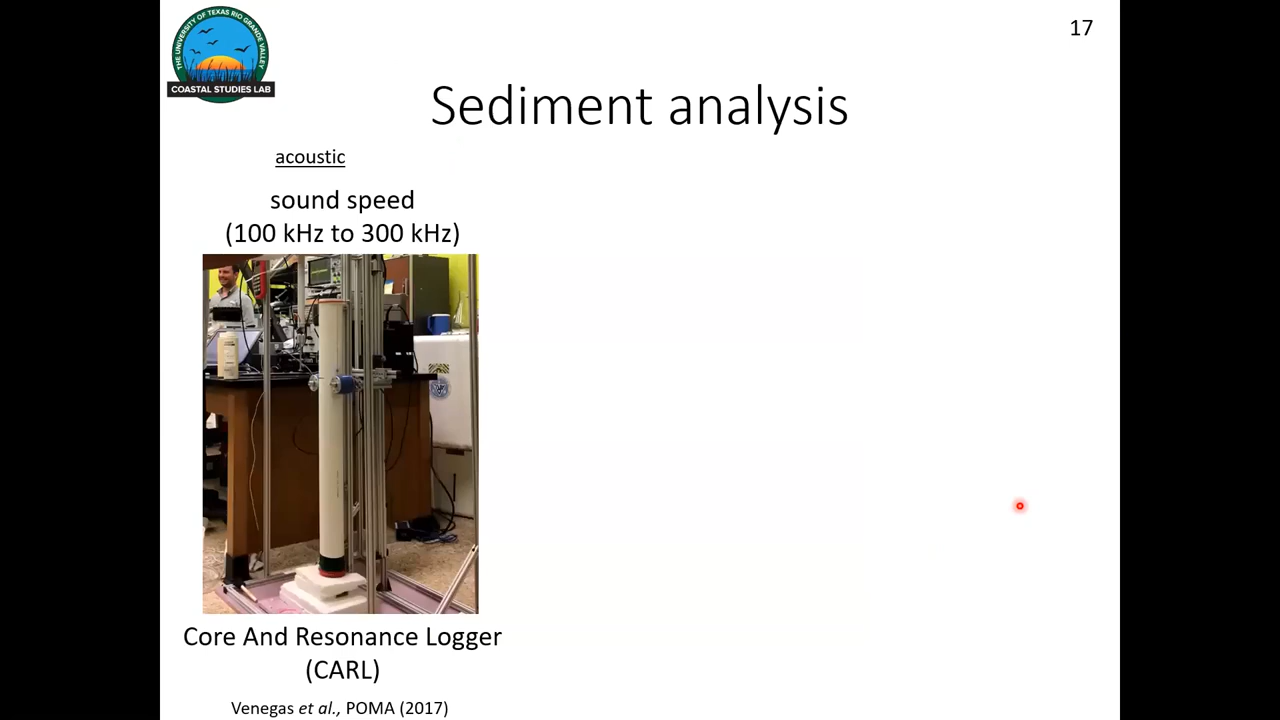 THE UNIVERSITY OF TEXAS RIO GRANDE VALLEY
COASTAL STUDIES LAB
17
Sediment analysis
acoustic
sound speed
(100 kHz to 300 kHz)
Core And Resonance Logger
(CARL)
Venegas et al., POMA (2017)